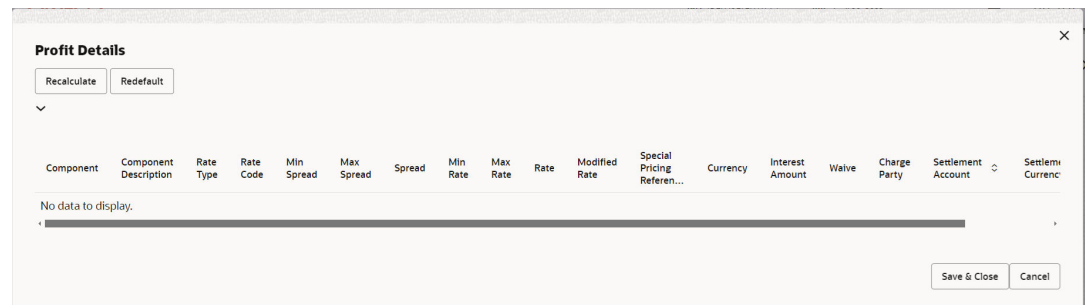 Profit Details
Recalculate Redefault
Component Component Description Rate Type Rate Code Min Spread Max Spread Spread Min Rate Max Rate Rate Modified Rate Special Pricing Referen... Currency Interest Amount Waive Charge Party Settlement Account Settleme Currency
No data to display.
Save & Close Cancel